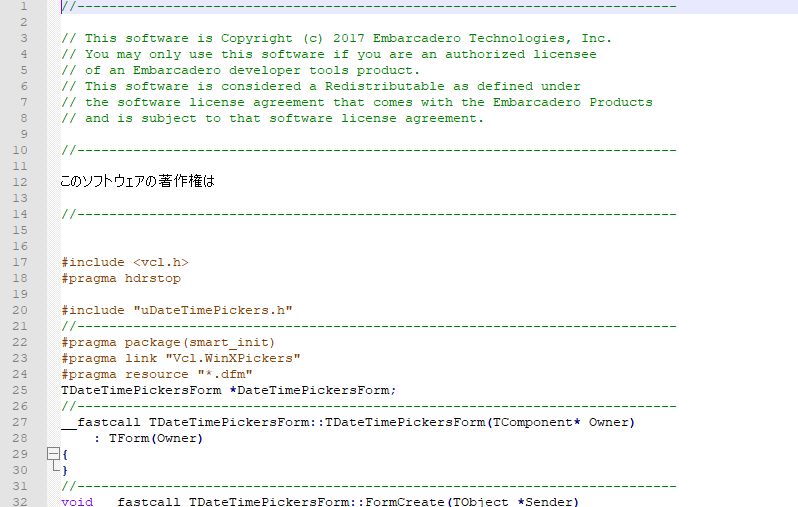 1 //---------------------------------------------------------------------------
2
3 // This software is Copyright (c) 2017 Embarcadero Technologies, Inc.
4 // You may only use this software if you are an authorized licensee
5 // of an Embarcadero developer tools product.
6 // This software is considered a Redistributable as defined under
7 // the software license agreement that comes with the Embarcadero Products
8 // and is subject to that software license agreement.
9
10 //---------------------------------------------------------------------------
11
12 このソフトウェアの著作権は
13
14 //---------------------------------------------------------------------------
15
16
17 #include <vcl.h>
18 #pragma hdrstop
19
20 #include "uDateTimePickers.h"
21 //---------------------------------------------------------------------------
22 #pragma package(smart_init)
23 #pragma link "Vcl.WinXPickers"
24 #pragma resource "*.dfm"
25 TDateTimePickersForm *DateTimePickersForm;
26 //---------------------------------------------------------------------------
27 __fastcall TDateTimePickersForm::TDateTimePickersForm(TComponent* Owner)
28     : TForm(Owner)
29 {
30 }
31 //---------------------------------------------------------------------------
32 void __fastcall TDateTimePickersForm::FormCreate(TObject *Sender)